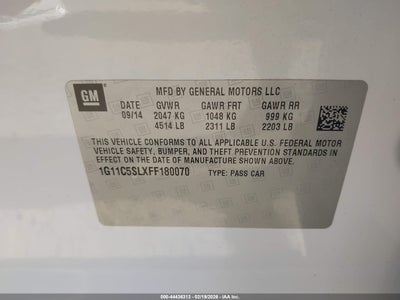 GM
MFD BY GENERAL MOTORS LLC
DATE GVWR GAWR FRT GAWR RR
09/14 2047 KG 1048 KG 999 KG
4514 LB 2311 LB 2203 LB
THIS VEHICLE CONFORMS TO ALL APPLICABLE U.S. FEDERAL MOTOR
VEHICLE SAFETY, BUMPER, AND THEFT PREVENTION STANDARDS
IN EFFECT ON THE DATE OF MANUFACTURE SHOWN ABOVE.
1G11C5SLXFF180070 TYPE: PASS CAR
000-44436313 - 02/19/2026 - IAA Inc.